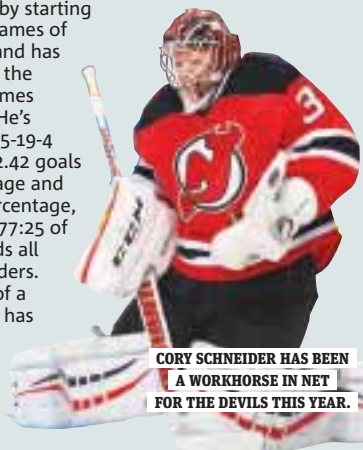 by starting
ames of
and has
the
mes
He's
5-19-4
2.42 goals
age and
rcentage,
77:25 of
ds all
ders.
of a
has
CCM
3
CORY SCHNEIDER HAS BEEN
A WORKHORSE IN NET
FOR THE DEVILS THIS YEAR.